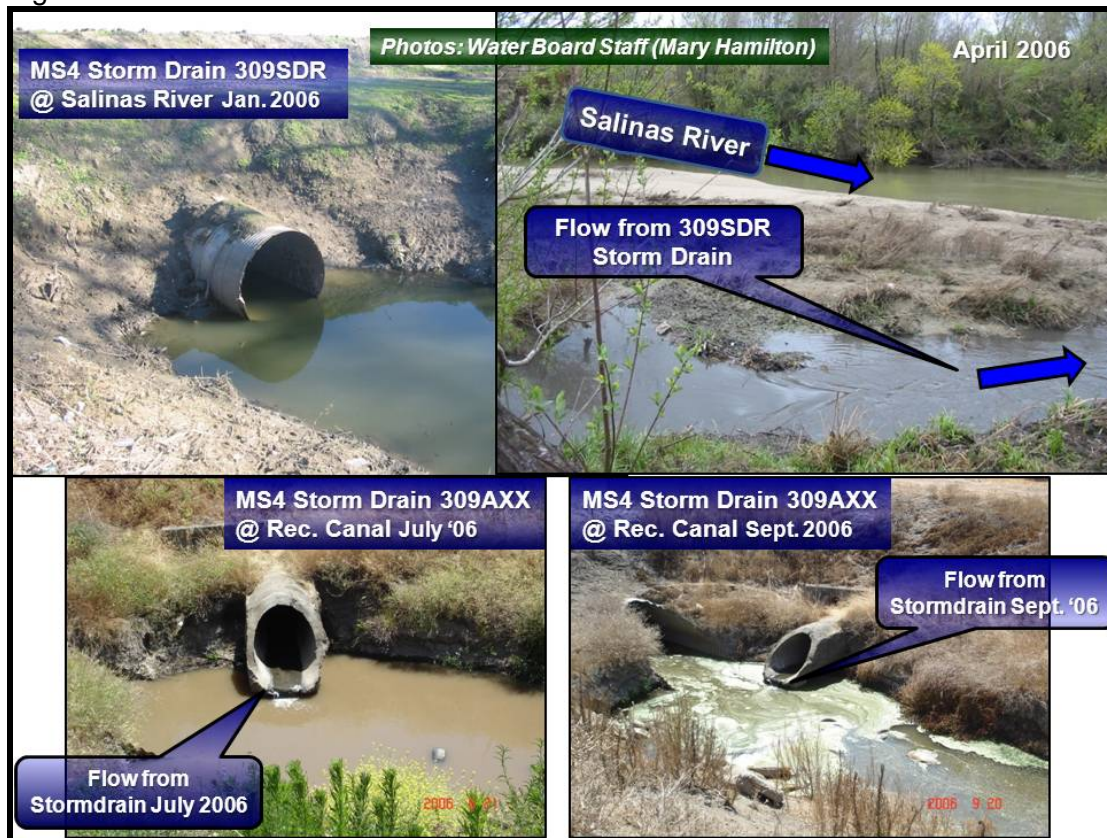 Photos: Water Board Staff (Mary Hamilton)
MS4 Storm Drain 309SDR
@ Salinas River Jan. 2006
April 2006
Salinas River
Flow from 309SDR
Storm Drain
MS4 Storm Drain 309AXX
@ Rec. Canal July ‘06
Flow from
Stormdrain July 2006
2006
MS4 Storm Drain 309AXX
@ Rec. Canal Sept. 2006
Flow from
Stormdrain Sept. ‘06
2006 9 20